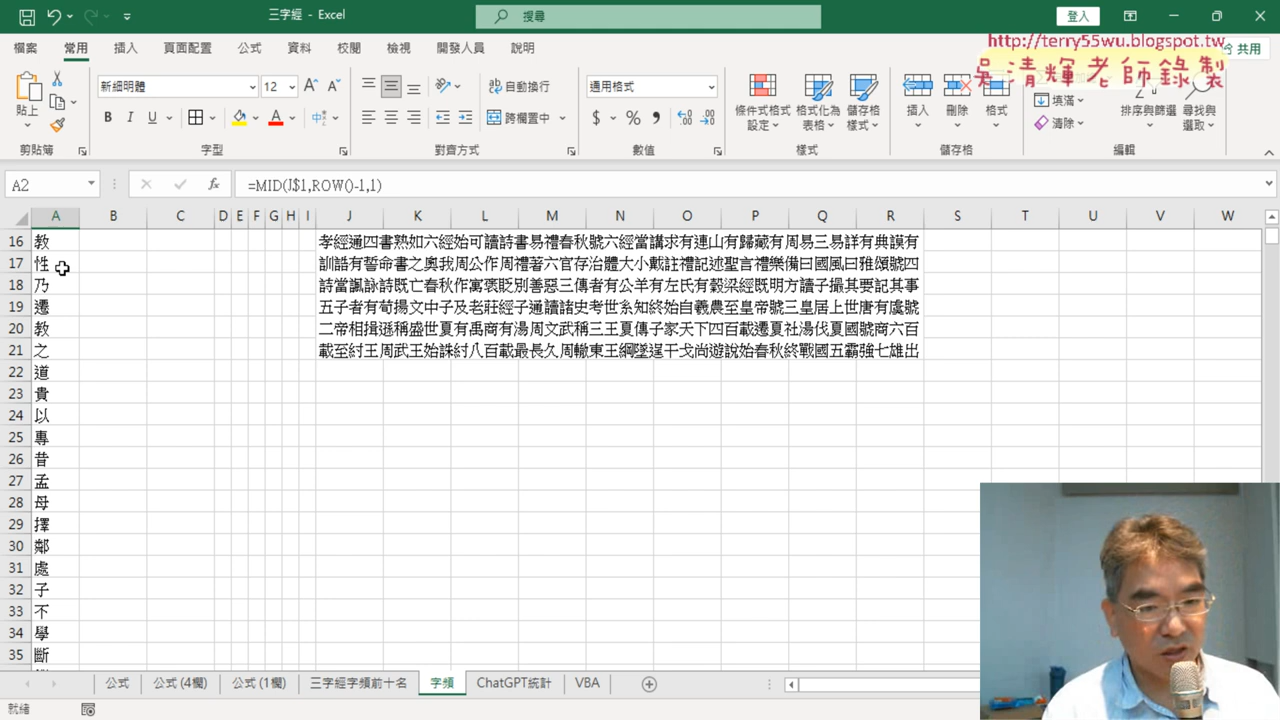 三字經 - Excel
搜尋
登入
http://terry55wu.blogspot.tw
吳清輝老師錄製
共用
檔案 常用 插入 頁面配置 公式 資料 校閱 檢視 開發人員 說明
貼上
新細明體 12
自動換行
通用格式
條件式格式設定 格式化為表格 儲存格樣式
插入 刪除 格式
填滿
清除
排序與篩選 尋找與選取
B I U A
跨欄置中
$ % ,
剪貼簿 字型 對齊方式 數值 樣式 儲存格 編輯
A2 fx =MID(J$1,ROW()-1,1)
A B C D E F G H I J K L M N O P Q R S T U V W
16 教 孝經通四書熟如六經始可讀詩書易禮春秋號六經當講求有連山有歸藏有周易三易詳有典謨有
17 性 訓誥有誓命書之奧我周公作周禮著六官存治體大小戴註禮記述聖言禮樂備曰國風曰雅頌號四
18 乃 詩當諷詠詩既亡春秋作寓褒貶別善惡三傳者有公羊有左氏有穀梁經既明方讀子撮其要記其事
19 遷 五子者有荀揚文中子及老莊經子通讀諸史考世系知終始自羲農至皇帝號三皇居上世唐有虞號
20 教 二帝相揖遜稱盛世夏有禹商有湯周文武稱三王夏傳子家天下四百載遷夏社湯伐夏國號商六百
21 之 載至紂王周武王始誅紂八百載最長久周轍東王綱墜逞干戈尚遊說始春秋終戰國五霸強七雄出
22 道
23 貴
24 以
25 專
26 昔
27 孟
28 母
29 擇
30 鄰
31 處
32 子
33 不
34 學
35 斷
公式 公式 (4欄) 公式 (1欄) 三字經字頻前十名 字頻 ChatGPT統計 VBA
就緒